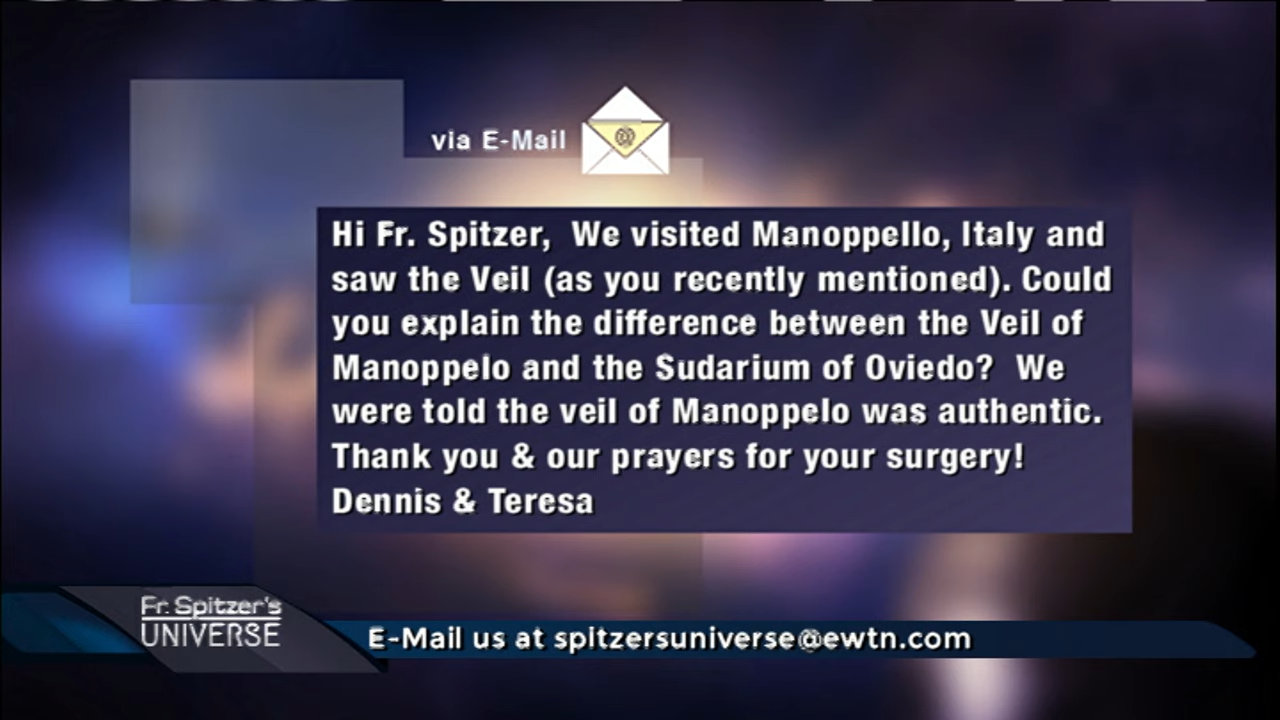 via E-Mail
Hi Fr. Spitzer,  We visited Manoppello, Italy and
saw the Veil (as you recently mentioned). Could
you explain the difference between the Veil of
Manoppelo and the Sudarium of Oviedo?  We
were told the veil of Manoppelo was authentic.
Thank you & our prayers for your surgery!
Dennis & Teresa
Fr. Spitzer's
UNIVERSE
E-Mail us at spitzersuniverse@ewtn.com